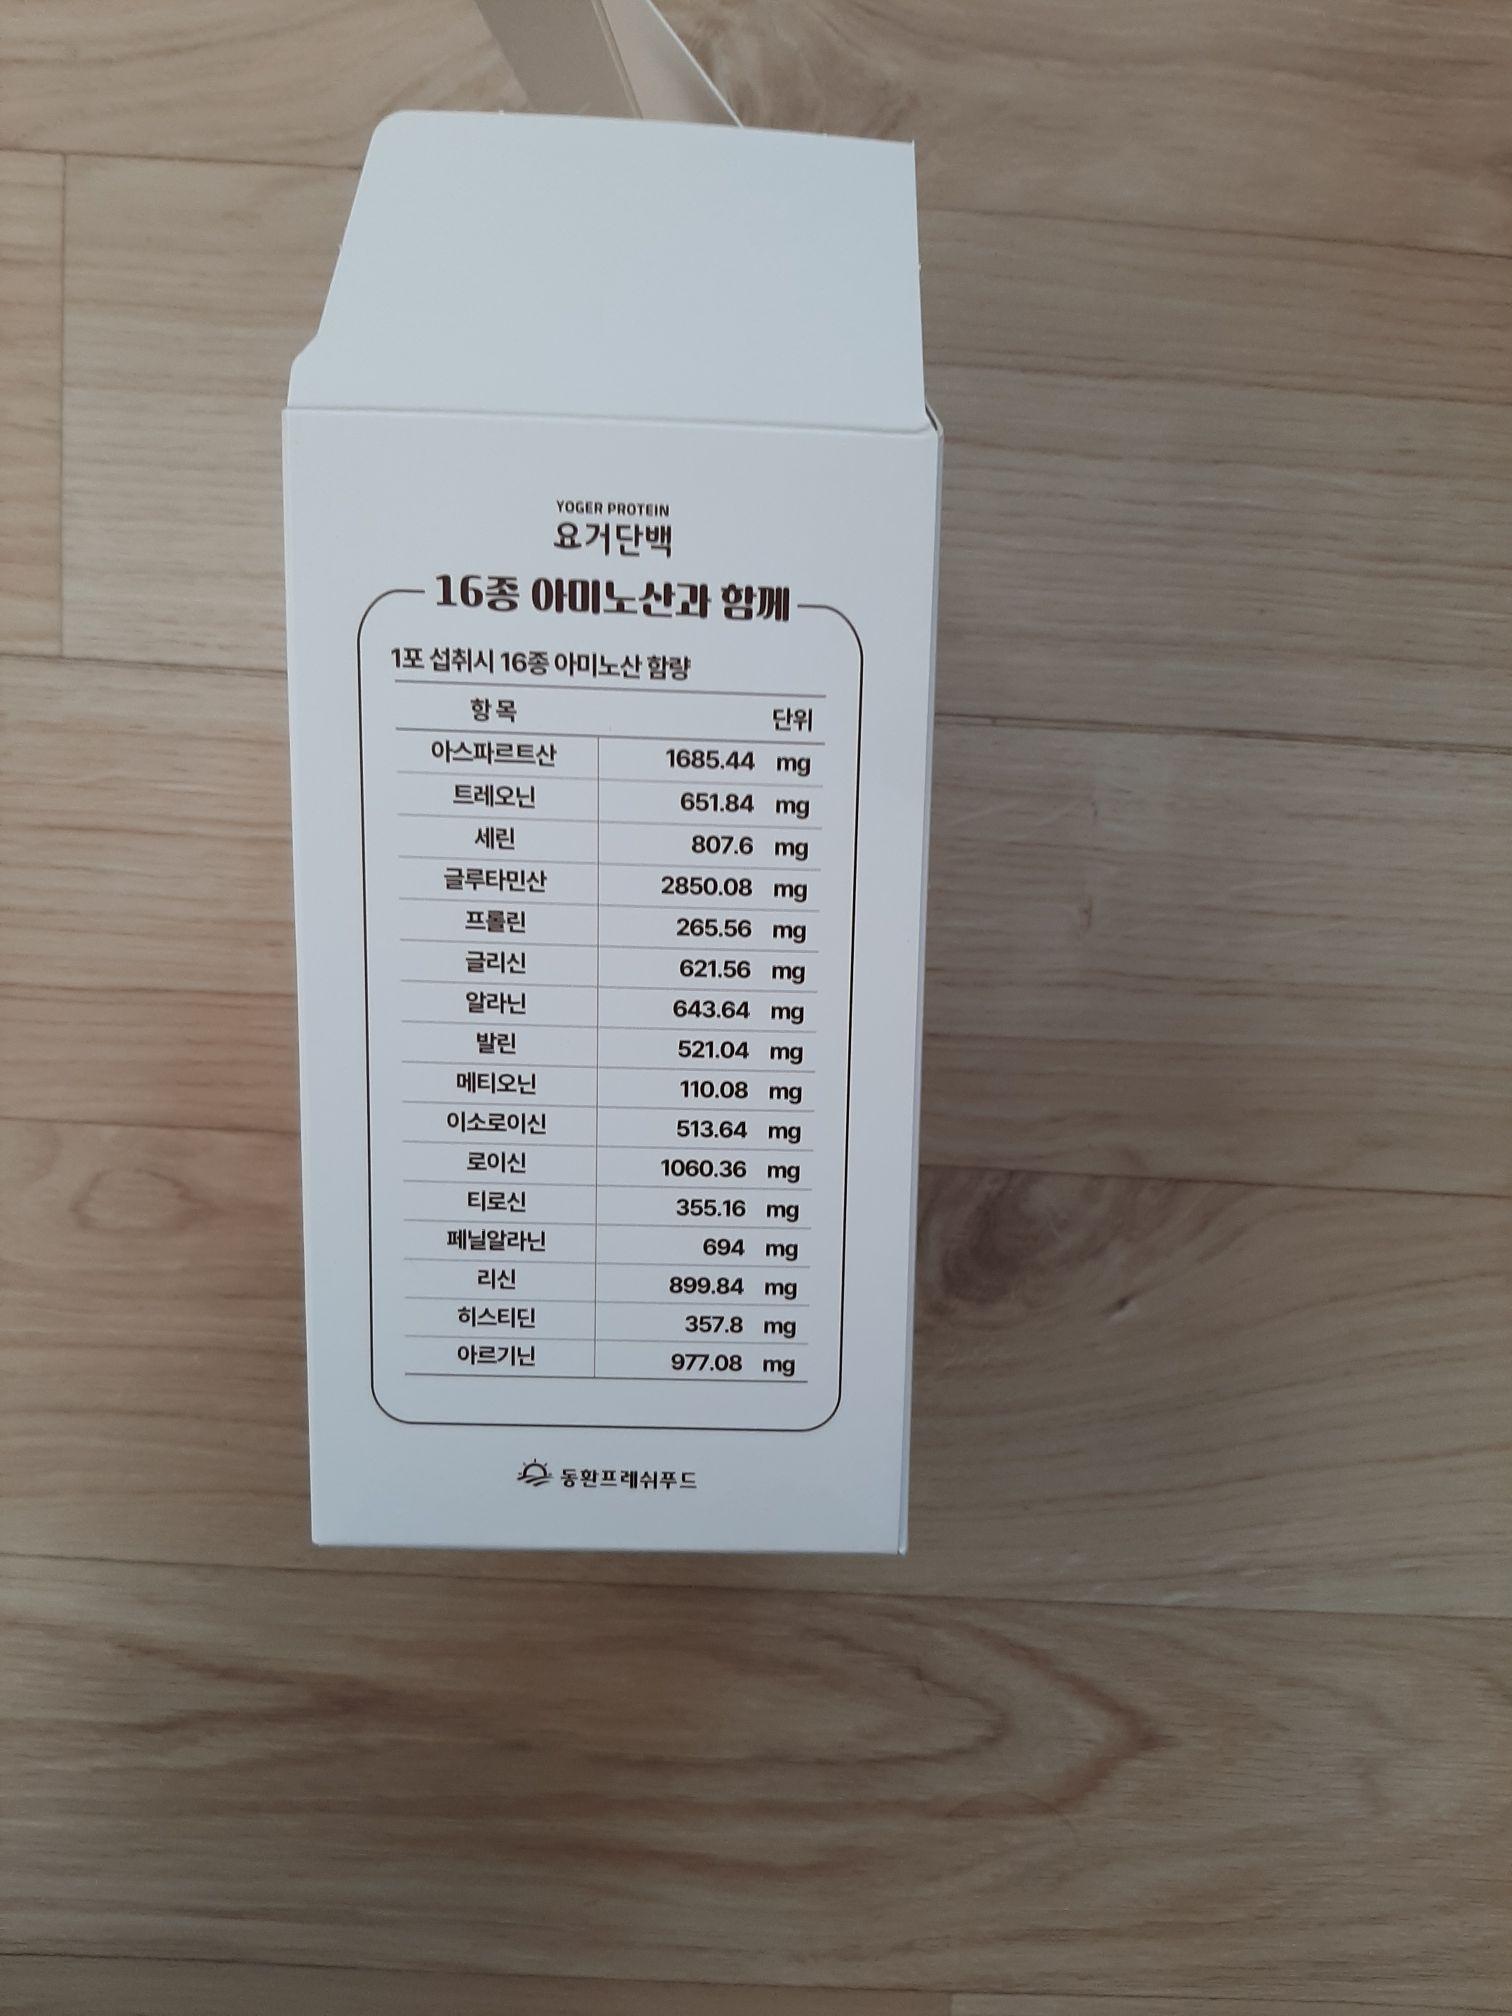 YOGER PROTEIN
요거단백
16종 아미노산과 함께
1포 섭취시 16종 아미노산 함량
항목 단위
아스파르트산 1685.44 mg
트레오닌 651.84 mg
세린 807.6 mg
글루타민산 2850.08 mg
프롤린 265.56 mg
글리신 621.56 mg
알라닌 643.64 mg
발린 521.04 mg
메티오닌 110.08 mg
이소로이신 513.64 mg
로이신 1060.36 mg
티로신 355.16 mg
페닐알라닌 694 mg
리신 899.84 mg
히스티딘 357.8 mg
아르기닌 977.08 mg
동환프레쉬푸드